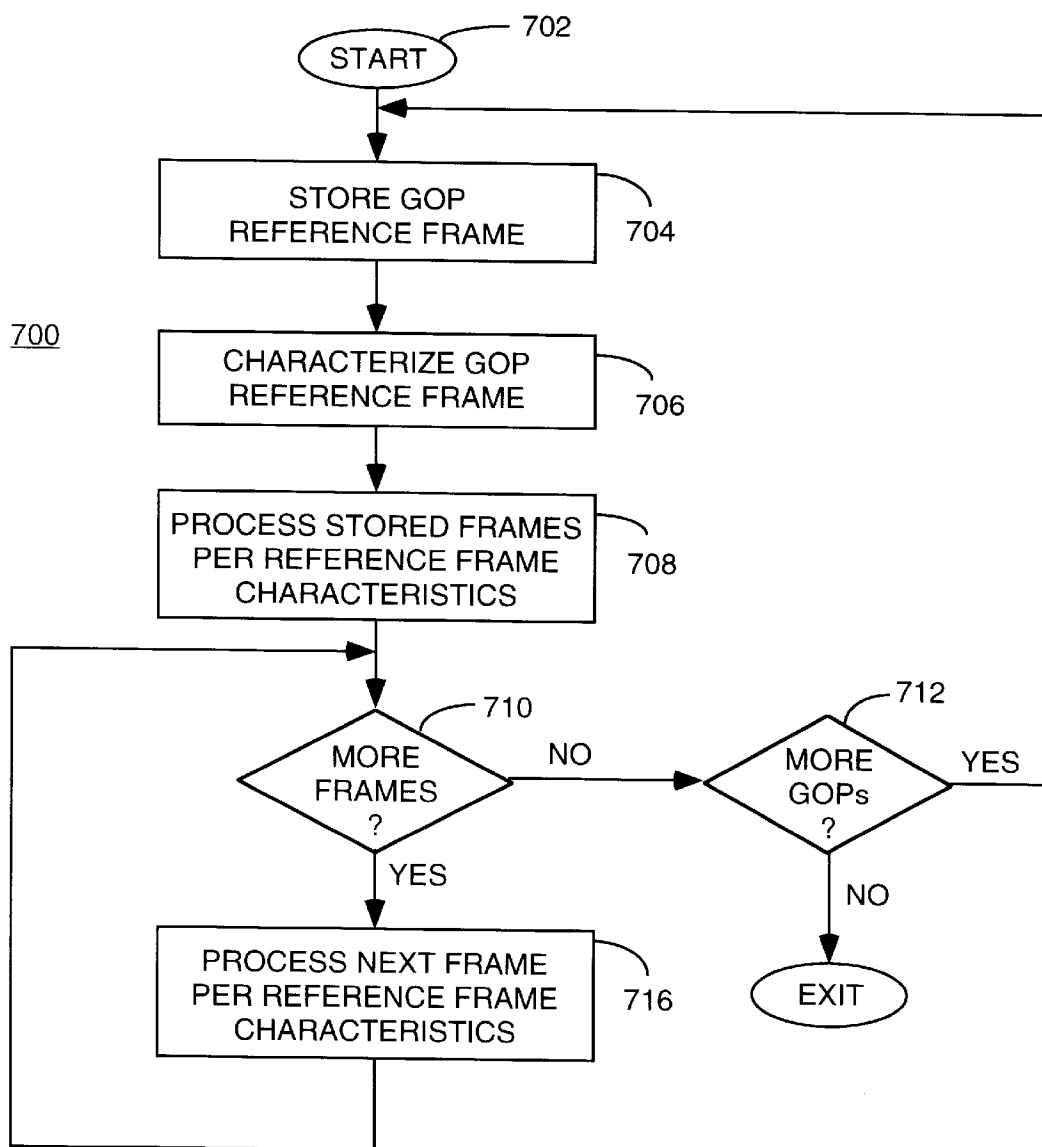 702
START
STORE GOP
REFERENCE FRAME
704
700
CHARACTERIZE GOP
REFERENCE FRAME
706
PROCESS STORED FRAMES
PER REFERENCE FRAME
CHARACTERISTICS
708
710
MORE
FRAMES
?
NO
712
MORE
GOPs
?
YES
YES
NO
PROCESS NEXT FRAME
PER REFERENCE FRAME
CHARACTERISTICS
716
EXIT